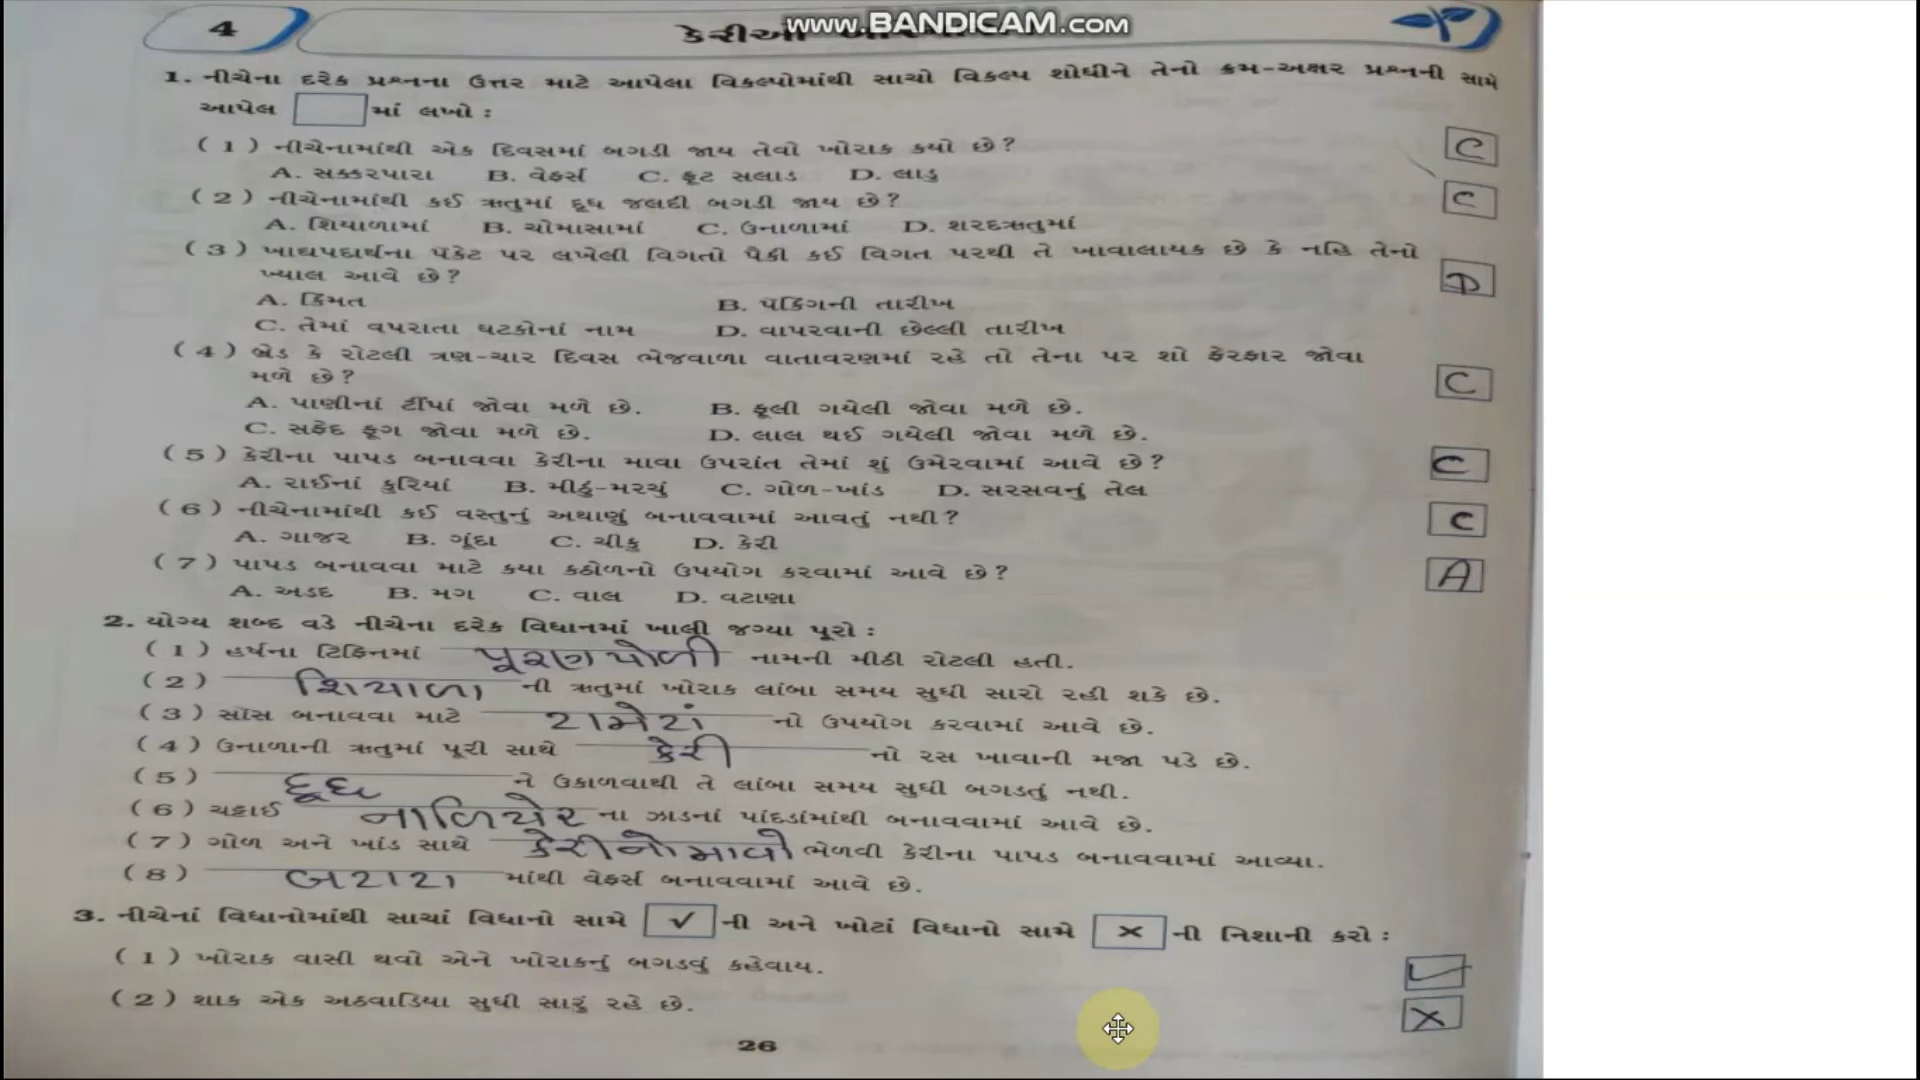 www.BANDICAM.com
4
કેરીઓ
1. નીચેના દરેક પ્રશ્નના ઉત્તર માટે આપેલા વિકલ્પોમાંથી સાચો વિકલ્પ શોધીને તેનો ક્રમ-અક્ષર પ્રશ્નની સામે
આપેલ માં લખો :
(1) નીચેનામાંથી એક દિવસમાં બગડી જાય તેવો ખોરાક કયો છે? C
A. સક્કરપારા B. વેફર્સ C. ફ્રૂટ સલાડ D. લાડુ
(2) નીચેનામાંથી કઈ ઋતુમાં દૂધ જલદી બગડી જાય છે? C
A. શિયાળામાં B. ચોમાસામાં C. ઉનાળામાં D. શરદઋતુમાં
(3) ખાદ્યપદાર્થના પૅકેટ પર લખેલી વિગતો પૈકી કઈ વિગત પરથી તે ખાવાલાયક છે કે નહિ તેનો
ખ્યાલ આવે છે? D
A. કિંમત B. પૅકિંગની તારીખ
C. તેમાં વપરાતા ઘટકોનાં નામ D. વાપરવાની છેલ્લી તારીખ
(4) બ્રેડ કે રોટલી ત્રણ-ચાર દિવસ ભેજવાળા વાતાવરણમાં રહે તો તેના પર શો ફેરફાર જોવા
મળે છે? C
A. પાણીનાં ટીંપાં જોવા મળે છે. B. ફૂલી ગયેલી જોવા મળે છે.
C. સફેદ ફૂગ જોવા મળે છે. D. લાલ થઈ ગયેલી જોવા મળે છે.
(5) કેરીના પાપડ બનાવવા કેરીના માવા ઉપરાંત તેમાં શું ઉમેરવામાં આવે છે? C
A. રાઈનાં કુરિયાં B. મીઠું-મરચું C. ગોળ-ખાંડ D. સરસવનું તેલ
(6) નીચેનામાંથી કઈ વસ્તુનું અથાણું બનાવવામાં આવતું નથી? C
A. ગાજર B. ગૂંદા C. ચીકુ D. કેરી
(7) પાપડ બનાવવા માટે કયા કઠોળનો ઉપયોગ કરવામાં આવે છે? A
A. અડદ B. મગ C. વાલ D. વટાણા
2. યોગ્ય શબ્દ વડે નીચેના દરેક વિધાનમાં ખાલી જગ્યા પૂરો :
(1) હર્ષના ટિફિનમાં પૂરણ પોળી નામની મીઠી રોટલી હતી.
(2) શિયાળા ની ઋતુમાં ખોરાક લાંબા સમય સુધી સારો રહી શકે છે.
(3) સૉસ બનાવવા માટે ટામેટાં નો ઉપયોગ કરવામાં આવે છે.
(4) ઉનાળાની ઋતુમાં પૂરી સાથે કેરી નો રસ ખાવાની મજા પડે છે.
(5) દૂધ ને ઉકાળવાથી તે લાંબા સમય સુધી બગડતું નથી.
(6) ચટ્ટાઈ નાળિયેર ના ઝાડનાં પાંદડાંમાંથી બનાવવામાં આવે છે.
(7) ગોળ અને ખાંડ સાથે કેરીનો માવો ભેળવી કેરીના પાપડ બનાવવામાં આવ્યા.
(8) બટાટા માંથી વેફર્સ બનાવવામાં આવે છે.
3. નીચેનાં વિધાનોમાંથી સાચાં વિધાનો સામે ✓ ની અને ખોટાં વિધાનો સામે × ની નિશાની કરો :
(1) ખોરાક વાસી થવો એને ખોરાકનું બગડવું કહેવાય. ✓
(2) શાક એક અઠવાડિયા સુધી સારું રહે છે. ×
26